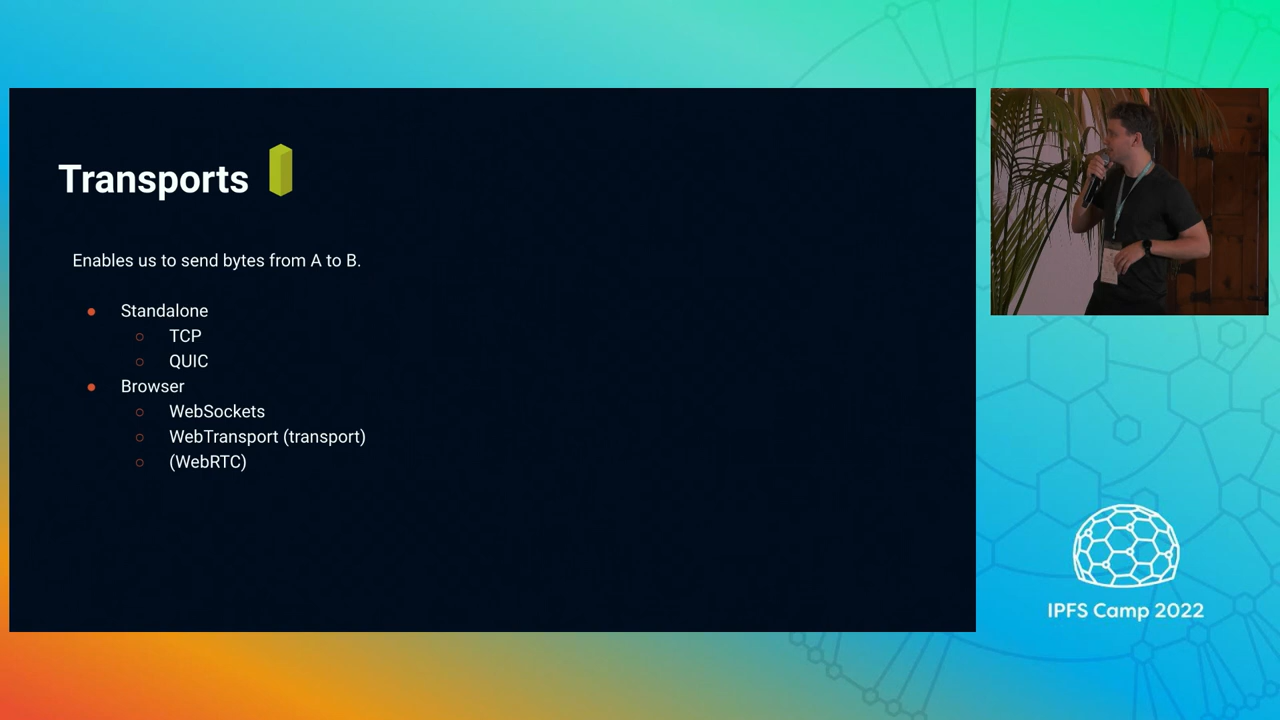 Transports
Enables us to send bytes from A to B.
Standalone
TCP
QUIC
Browser
WebSockets
WebTransport (transport)
(WebRTC)
IPFS Camp 2022